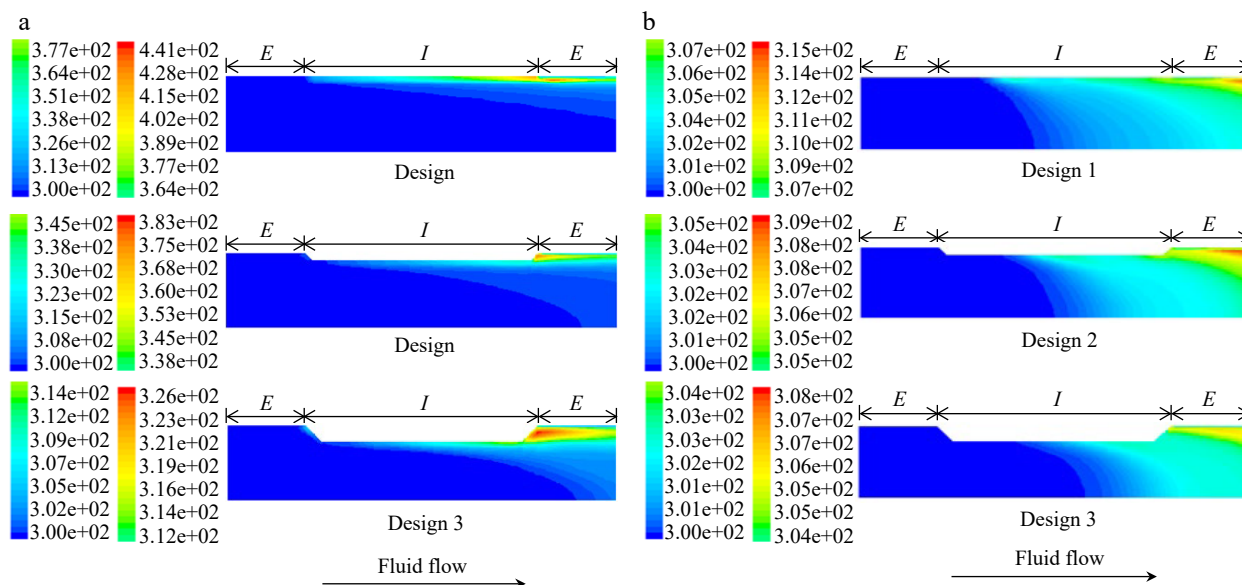 a
3.77e+02
3.64e+02
3.51e+02
3.38e+02
3.26e+02
3.13e+02
3.00e+02
4.41e+02
4.28e+02
4.15e+02
4.02e+02
3.89e+02
3.77e+02
3.64e+02
E I E
Design
3.45e+02
3.38e+02
3.30e+02
3.23e+02
3.15e+02
3.08e+02
3.00e+02
3.83e+02
3.75e+02
3.68e+02
3.60e+02
3.53e+02
3.45e+02
3.38e+02
E I E
Design
3.14e+02
3.12e+02
3.09e+02
3.07e+02
3.05e+02
3.02e+02
3.00e+02
3.26e+02
3.23e+02
3.21e+02
3.19e+02
3.16e+02
3.14e+02
3.12e+02
E I E
Design 3
Fluid flow
b
3.07e+02
3.06e+02
3.05e+02
3.04e+02
3.02e+02
3.01e+02
3.00e+02
3.15e+02
3.14e+02
3.13e+02
3.11e+02
3.10e+02
3.09e+02
3.07e+02
E I E
Design 1
3.05e+02
3.04e+02
3.03e+02
3.02e+02
3.02e+02
3.01e+02
3.00e+02
3.09e+02
3.08e+02
3.08e+02
3.07e+02
3.06e+02
3.05e+02
3.05e+02
E I E
Design 2
3.04e+02
3.03e+02
3.03e+02
3.02e+02
3.01e+02
3.01e+02
3.00e+02
3.08e+02
3.07e+02
3.07e+02
3.06e+02
3.05e+02
3.05e+02
3.04e+02
E I E
Design 3
Fluid flow